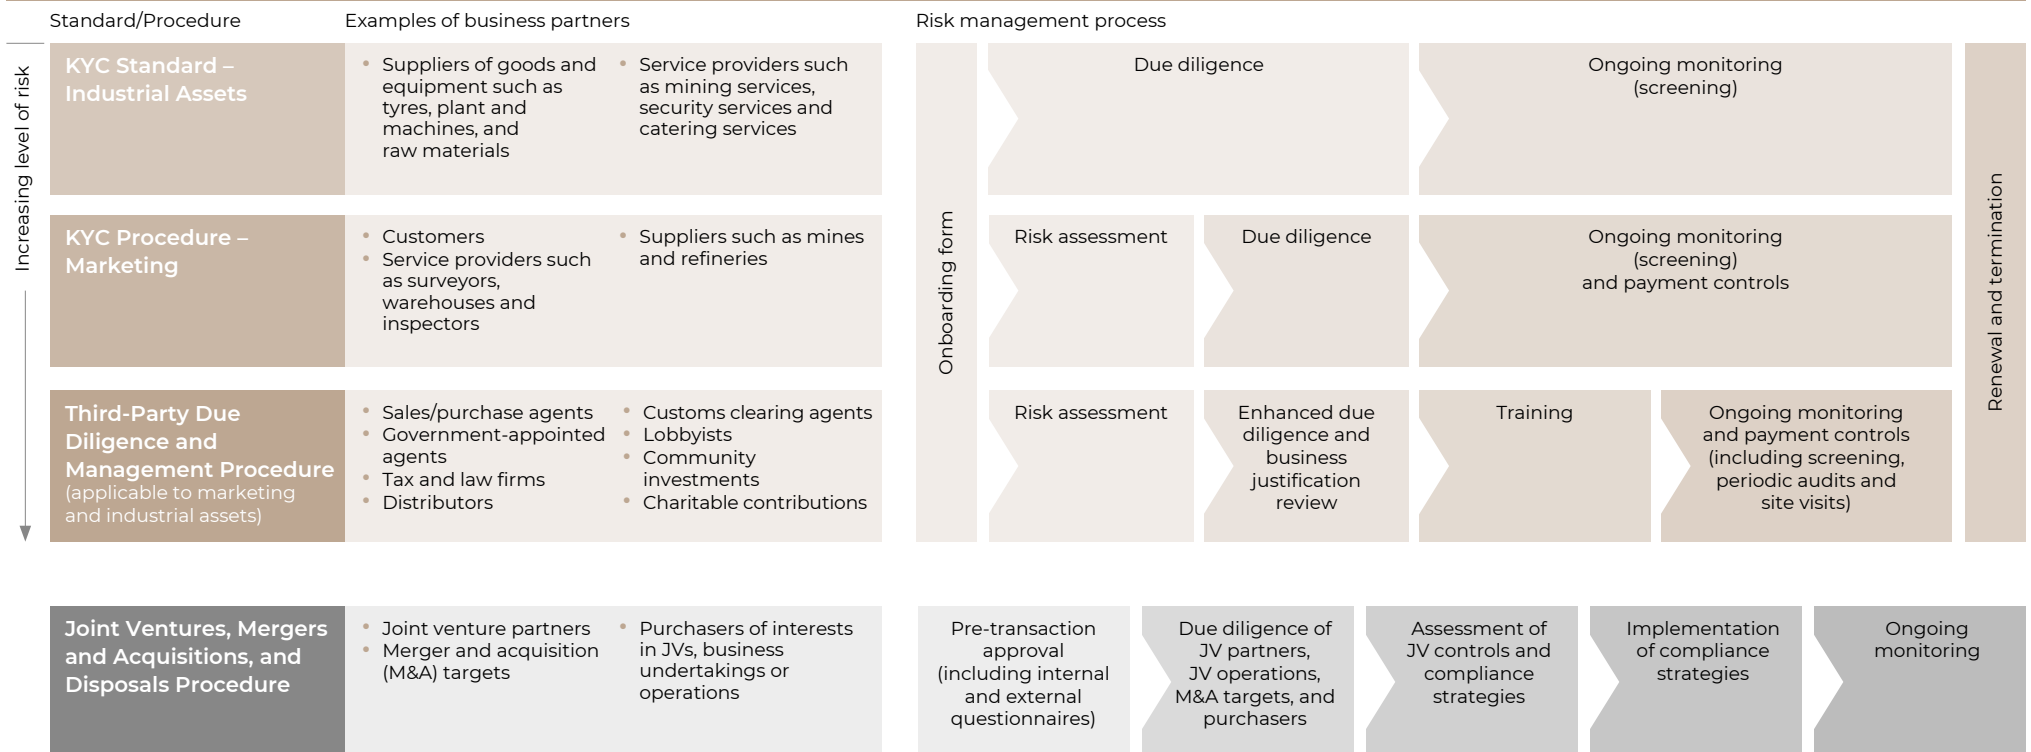 Standard/Procedure
Examples of business partners
Risk management process
Increasing level of risk
KYC Standard –
Industrial Assets
• Suppliers of goods and
equipment such as
tyres, plant and
machines, and
raw materials
• Service providers such
as mining services,
security services and
catering services
Onboarding form
Due diligence
Ongoing monitoring
(screening)
Renewal and termination
KYC Procedure –
Marketing
• Customers
• Service providers such
as surveyors,
warehouses and
inspectors
• Suppliers such as mines
and refineries
Risk assessment
Due diligence
Ongoing monitoring
(screening)
and payment controls
Third-Party Due
Diligence and
Management Procedure
(applicable to marketing
and industrial assets)
• Sales/purchase agents
• Government-appointed
agents
• Tax and law firms
• Distributors
• Customs clearing agents
• Lobbyists
• Community
investments
• Charitable contributions
Risk assessment
Enhanced due
diligence and
business
justification
review
Training
Ongoing monitoring
and payment controls
(including screening,
periodic audits and
site visits)
Joint Ventures, Mergers
and Acquisitions, and
Disposals Procedure
• Joint venture partners
• Merger and acquisition
(M&A) targets
• Purchasers of interests
in JVs, business
undertakings or
operations
Pre-transaction
approval
(including internal
and external
questionnaires)
Due diligence of
JV partners,
JV operations,
M&A targets, and
purchasers
Assessment of
JV controls and
compliance
strategies
Implementation
of compliance
strategies
Ongoing
monitoring